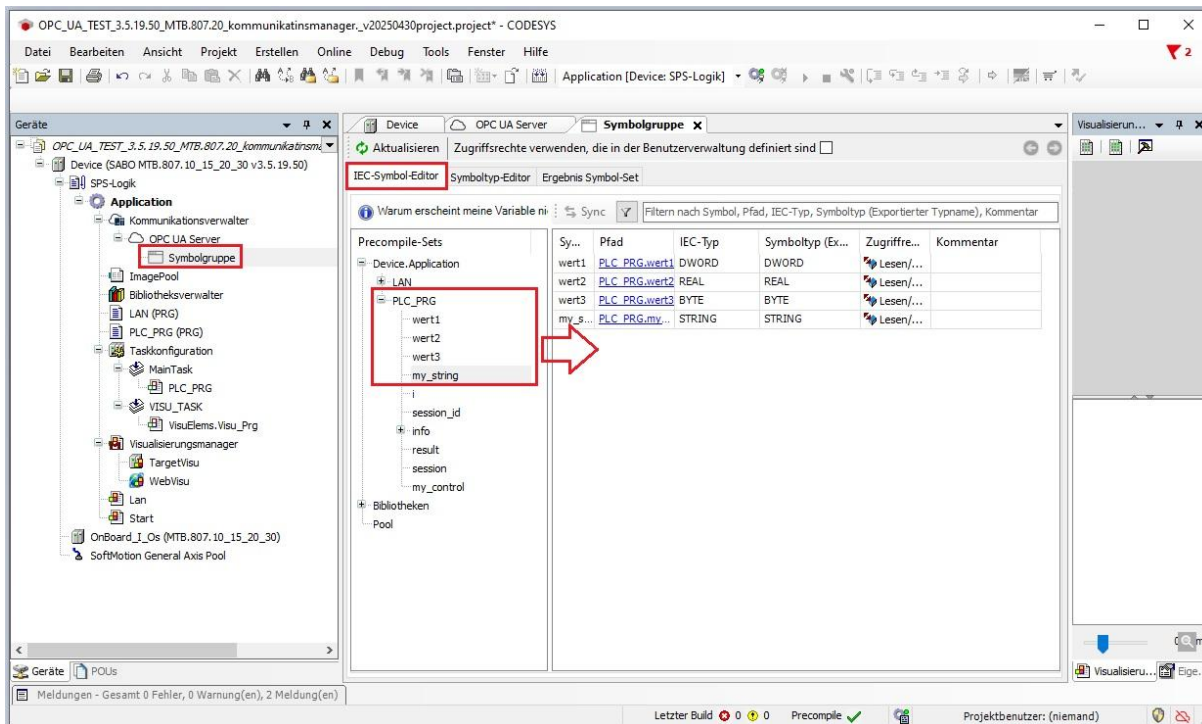 OPC_UA_TEST_3.5.19.50_MTB.807.20_kommunikatinsmanager._v20250430project.project* - CODESYS
Datei Bearbeiten Ansicht Projekt Erstellen Online Debug Tools Fenster Hilfe
2
Application [Device: SPS-Logik]
Geräte
OPC_UA_TEST_3.5.19.50_MTB.807.20_kommunikatinsma
Device (SABO MTB.807.10_15_20_30 v3.5.19.50)
SPS-Logik
Application
Kommunikationsverwalter
OPC UA Server
Symbolgruppe
ImagePool
Bibliotheksverwalter
LAN (PRG)
PLC_PRG (PRG)
Taskkonfiguration
MainTask
PLC_PRG
VISU_TASK
VisuElems.Visu_Prg
Visualisierungsmanager
TargetVisu
WebVisu
Lan
Start
OnBoard_I_Os (MTB.807.10_15_20_30)
SoftMotion General Axis Pool
Geräte POUs
Device OPC UA Server Symbolgruppe
Aktualisieren Zugriffsrechte verwenden, die in der Benutzerverwaltung definiert sind
IEC-Symbol-Editor Symboltyp-Editor Ergebnis Symbol-Set
Warum erscheint meine Variable ni Sync Filtern nach Symbol, Pfad, IEC-Typ, Symboltyp (Exportierter Typname), Kommentar
Precompile-Sets
Device.Application
LAN
PLC_PRG
wert1
wert2
wert3
my_string
i
session_id
info
result
session
my_control
Bibliotheken
Pool
Sy... Pfad IEC-Typ Symboltyp (Ex... Zugriffre... Kommentar
wert1 PLC_PRG.wert1 DWORD DWORD Lesen/...
wert2 PLC_PRG.wert2 REAL REAL Lesen/...
wert3 PLC_PRG.wert3 BYTE BYTE Lesen/...
my_s... PLC_PRG.my_... STRING STRING Lesen/...
Visualisierun...
Visualisieru... Eige...
Meldungen - Gesamt 0 Fehler, 0 Warnung(en), 2 Meldung(en)
Letzter Build 0 0 Precompile Projektbenutzer: (niemand)